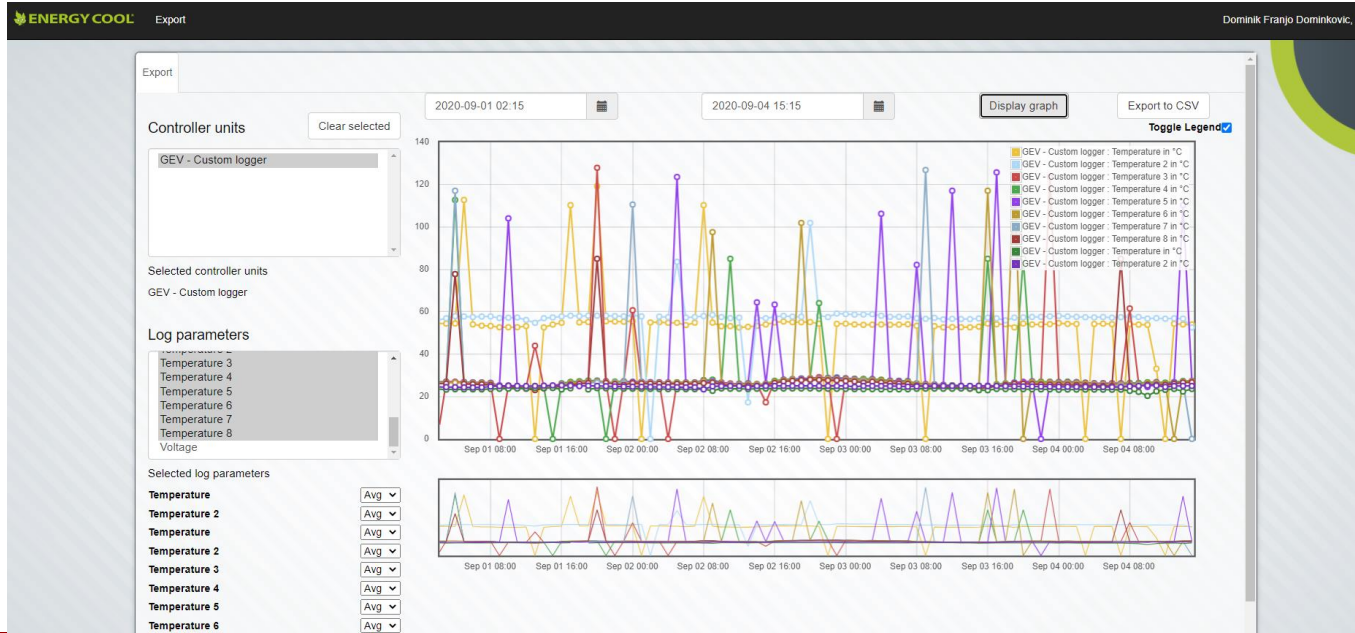 ENERGY COOL Export Dominik Franjo Dominkovic,
Export
2020-09-01 02:15 2020-09-04 15:15 Display graph Export to CSV
Controller units Clear selected
Toggle Legend
GEV - Custom logger
Selected controller units
GEV - Custom logger
Log parameters
Temperature 2
Temperature 3
Temperature 4
Temperature 5
Temperature 6
Temperature 7
Temperature 8
Voltage
Selected log parameters
Temperature Avg
Temperature 2 Avg
Temperature Avg
Temperature 2 Avg
Temperature 3 Avg
Temperature 4 Avg
Temperature 5 Avg
Temperature 6 Avg
140
120
100
80
60
40
20
0
GEV - Custom logger : Temperature in °C
GEV - Custom logger : Temperature 2 in °C
GEV - Custom logger : Temperature 3 in °C
GEV - Custom logger : Temperature 4 in °C
GEV - Custom logger : Temperature 5 in °C
GEV - Custom logger : Temperature 6 in °C
GEV - Custom logger : Temperature 7 in °C
GEV - Custom logger : Temperature 8 in °C
GEV - Custom logger : Temperature in °C
GEV - Custom logger : Temperature 2 in °C
Sep 01 08:00 Sep 01 16:00 Sep 02 00:00 Sep 02 08:00 Sep 02 16:00 Sep 03 00:00 Sep 03 08:00 Sep 03 16:00 Sep 04 00:00 Sep 04 08:00
Sep 01 08:00 Sep 01 16:00 Sep 02 00:00 Sep 02 08:00 Sep 02 16:00 Sep 03 00:00 Sep 03 08:00 Sep 03 16:00 Sep 04 00:00 Sep 04 08:00